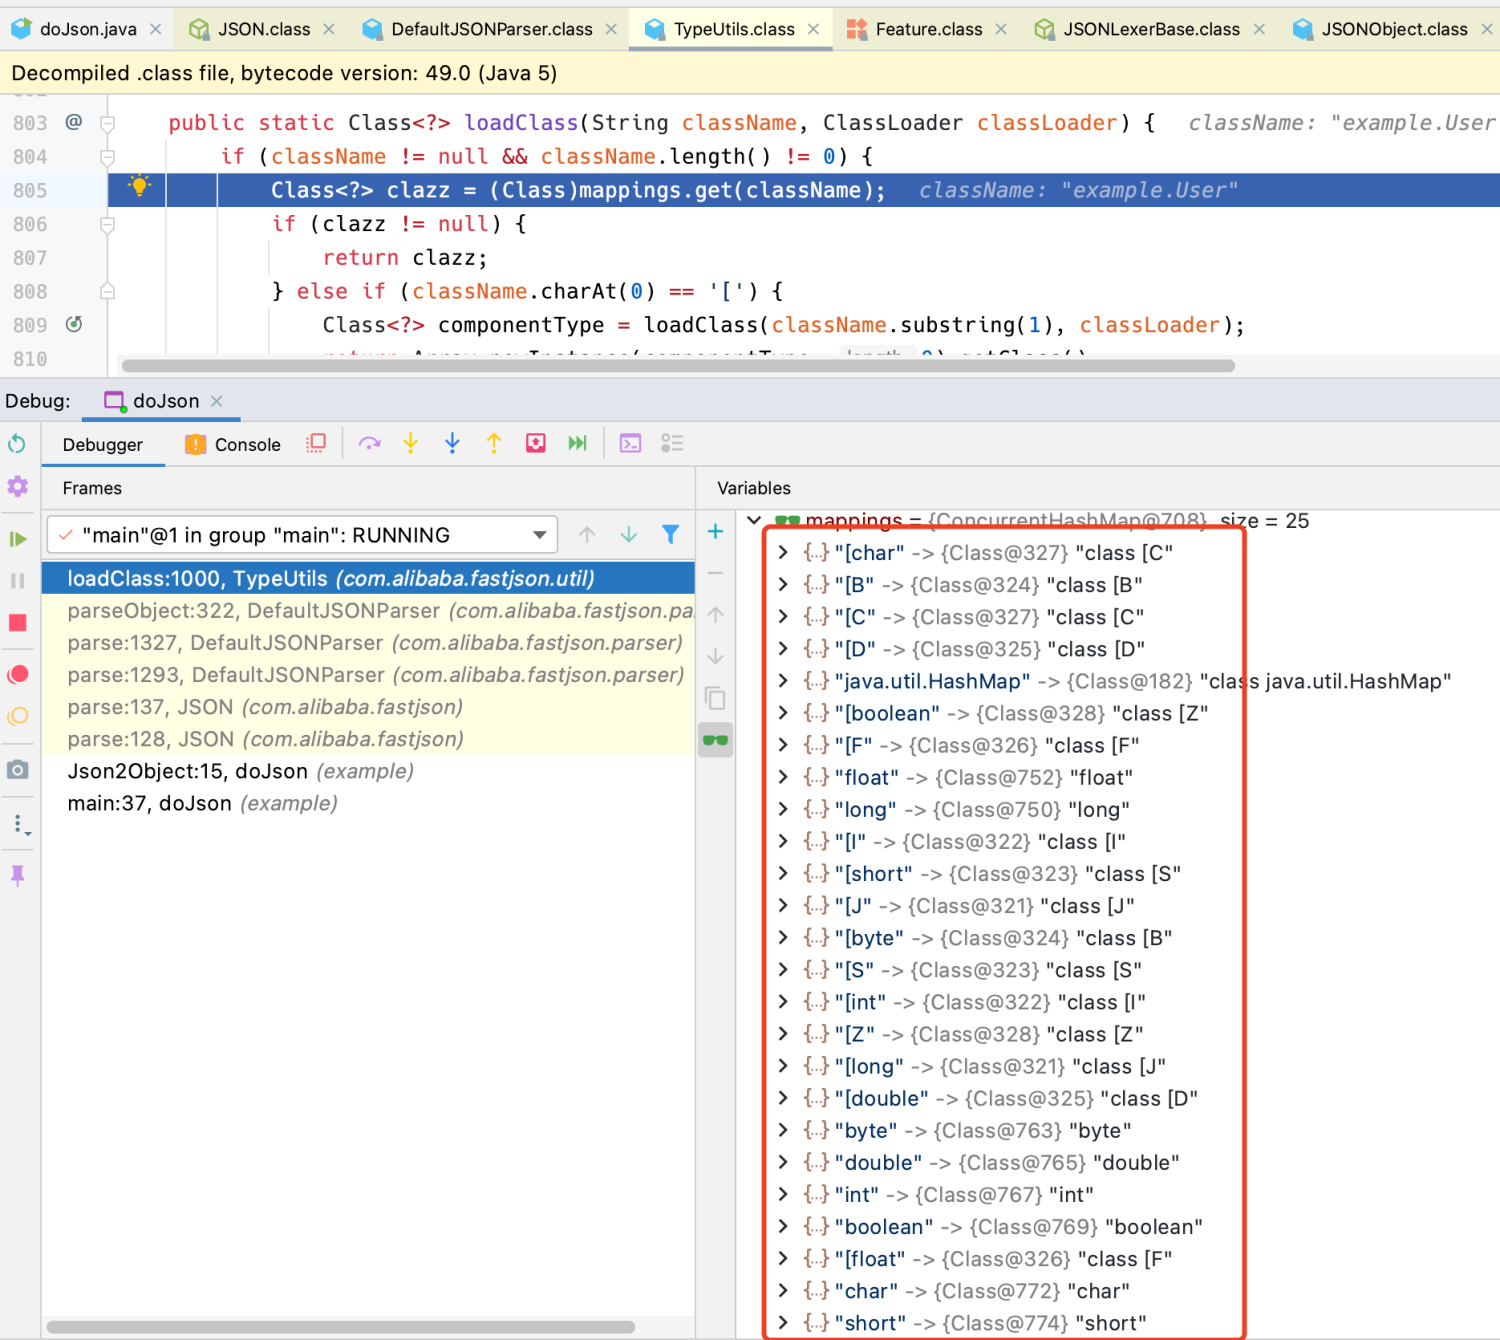 doJson.java × JSON.class × DefaultJSONParser.class × TypeUtils.class × Feature.class × JSONLexerBase.class × JSONObject.class ×
Decompiled .class file, bytecode version: 49.0 (Java 5)
803 @ public static Class<?> loadClass(String className, ClassLoader classLoader) { className: "example.User
804 if (className != null && className.length() != 0) {
805 Class<?> clazz = (Class)mappings.get(className); className: "example.User"
806 if (clazz != null) {
807 return clazz;
808 } else if (className.charAt(0) == '[') {
809 Class<?> componentType = loadClass(className.substring(1), classLoader);
810
Debug: doJson ×
Debugger Console
Frames
Variables
"main"@1 in group "main": RUNNING
loadClass:1000, TypeUtils (com.alibaba.fastjson.util)
parseObject:322, DefaultJSONParser (com.alibaba.fastjson.pa
parse:1327, DefaultJSONParser (com.alibaba.fastjson.parser)
parse:1293, DefaultJSONParser (com.alibaba.fastjson.parser)
parse:137, JSON (com.alibaba.fastjson)
parse:128, JSON (com.alibaba.fastjson)
Json2Object:15, doJson (example)
main:37, doJson (example)
mappings = {ConcurrentHashMap@708} size = 25
{...} "[char" -> {Class@327} "class [C"
{...} "[B" -> {Class@324} "class [B"
{...} "[C" -> {Class@327} "class [C"
{...} "[D" -> {Class@325} "class [D"
{...} "java.util.HashMap" -> {Class@182} "class java.util.HashMap"
{...} "[boolean" -> {Class@328} "class [Z"
{...} "[F" -> {Class@326} "class [F"
{...} "float" -> {Class@752} "float"
{...} "long" -> {Class@750} "long"
{...} "[I" -> {Class@322} "class [I"
{...} "[short" -> {Class@323} "class [S"
{...} "[J" -> {Class@321} "class [J"
{...} "[byte" -> {Class@324} "class [B"
{...} "[S" -> {Class@323} "class [S"
{...} "[int" -> {Class@322} "class [I"
{...} "[Z" -> {Class@328} "class [Z"
{...} "[long" -> {Class@321} "class [J"
{...} "[double" -> {Class@325} "class [D"
{...} "byte" -> {Class@763} "byte"
{...} "double" -> {Class@765} "double"
{...} "int" -> {Class@767} "int"
{...} "boolean" -> {Class@769} "boolean"
{...} "[float" -> {Class@326} "class [F"
{...} "char" -> {Class@772} "char"
{...} "short" -> {Class@774} "short"